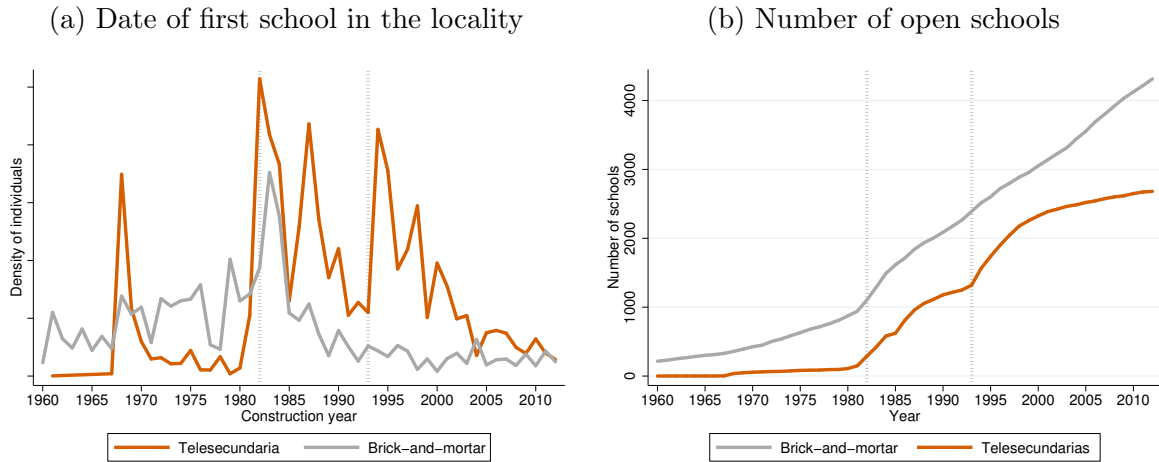 (a) Date of first school in the locality
Density of individuals
1960 1965 1970 1975 1980 1985 1990 1995 2000 2005 2010
Construction year
Telesecundaria Brick−and−mortar
(b) Number of open schools
Number of schools
4000
3000
2000
1000
0
1960 1965 1970 1975 1980 1985 1990 1995 2000 2005 2010
Year
Brick−and−mortar Telesecundarias